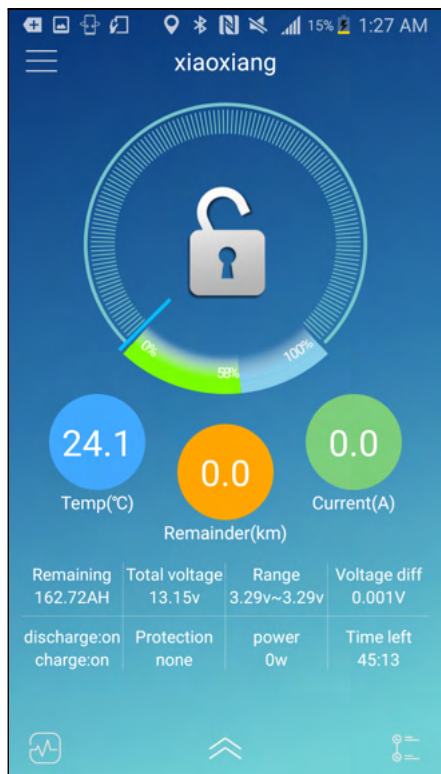 15% 1:27 AM
xiaoxiang
0% 58% 100%
24.1
0.0
0.0
Temp(℃)
Current(A)
Remainder(km)
Remaining Total voltage Range Voltage diff
162.72AH 13.15v 3.29v~3.29v 0.001V
discharge:on Protection power Time left
charge:on none 0w 45:13